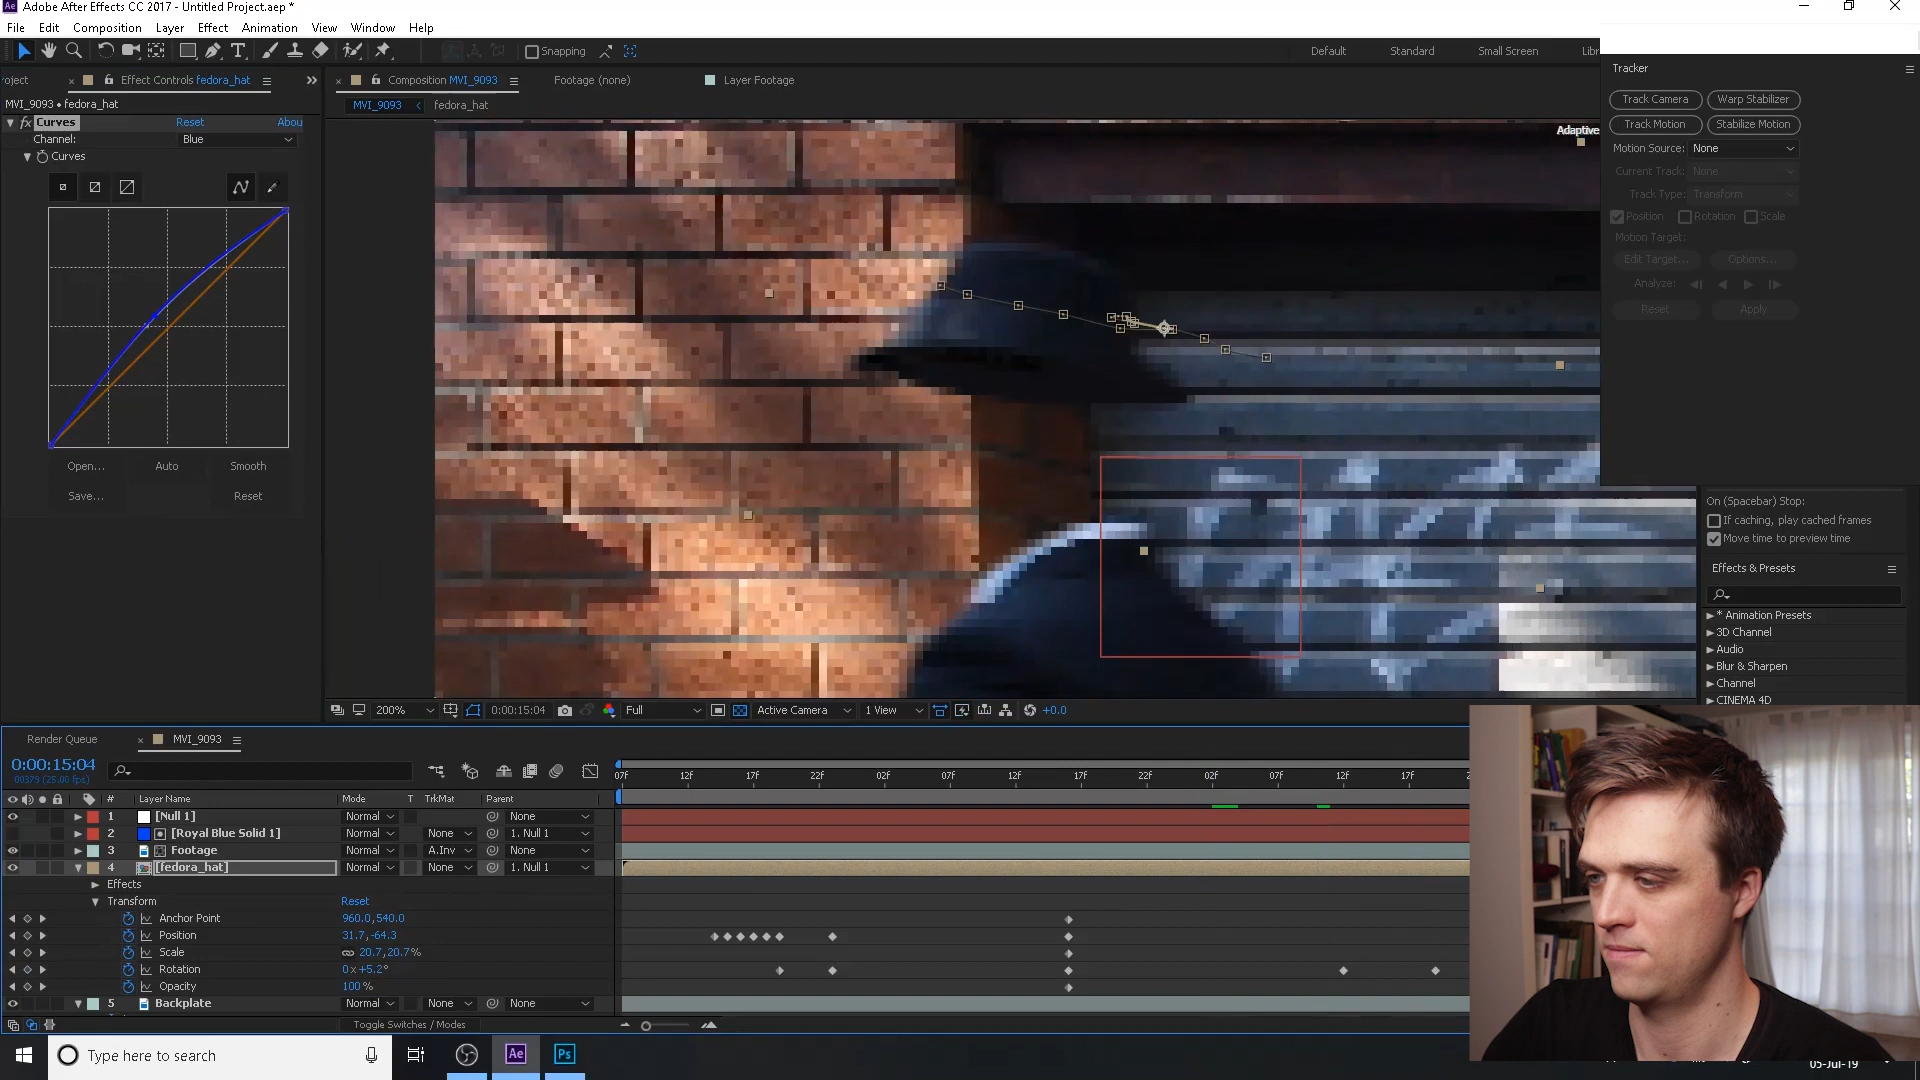 Adobe After Effects CC 2017 - Untitled Project.aep *
File Edit Composition Layer Effect Animation View Window Help
Snapping
Default Standard Small Screen Libr
roject Effect Controls fedora_hat
Composition MVI_9093 Footage (none) Layer Footage
MVI_9093 • fedora_hat
MVI_9093 fedora_hat
fx Curves Reset Abou
Channel: Blue
Curves
Open... Auto Smooth
Save... Reset
Adaptive
Tracker
Track Camera Warp Stabilizer
Track Motion Stabilize Motion
Motion Source: None
Current Track: None
Track Type: Transform
Position Rotation Scale
Motion Target:
Edit Target... Options...
Analyze:
Reset Apply
On (Spacebar) Stop:
If caching, play cached frames
Move time to preview time
Effects & Presets
* Animation Presets
3D Channel
Audio
Blur & Sharpen
Channel
CINEMA 4D
200% 0:00:15:04 Full Active Camera 1 View +0.0
Render Queue MVI_9093
0:00:15:04
00379 (25.00 fps)
07F 12F 17F 22F 02F 07F 12F 17F 22F 02F 07F 12F 17F
# Layer Name Mode T TrkMat Parent
1 [Null 1] Normal None
2 [Royal Blue Solid 1] Normal None 1. Null 1
3 Footage Normal A.Inv None
4 [fedora_hat] Normal None 1. Null 1
Effects
Transform Reset
Anchor Point 960.0,540.0
Position 31.7,-64.3
Scale 20.7,20.7%
Rotation 0x+5.2°
Opacity 100%
5 Backplate Normal None None
Toggle Switches / Modes
Type here to search Ae Ps
05-Jul-19